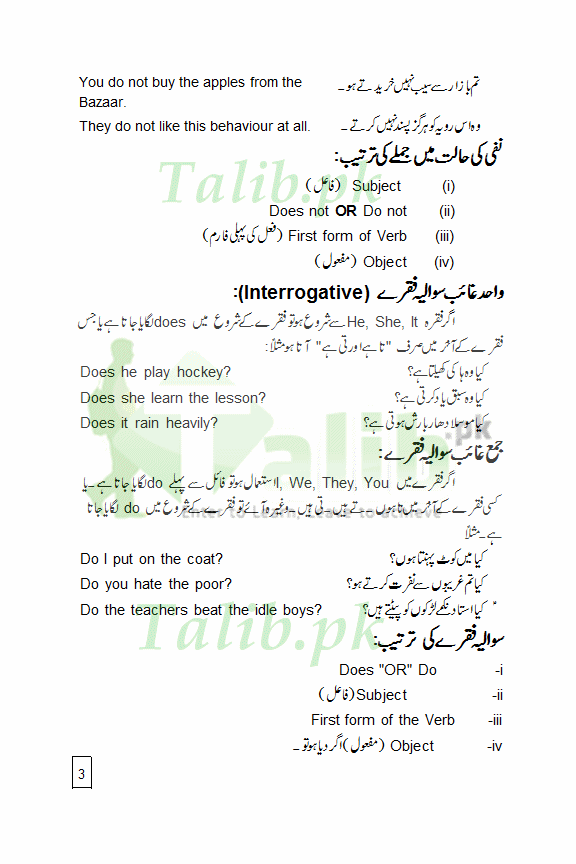 You do not buy the apples from the Bazaar. تم بازار سے سیب نہیں خریدتے ہو۔
They do not like this behaviour at all. وہ اس رویہ کو ہرگز پسند نہیں کرتے ۔
نفی کی حالت میں جملے کی ترتیب:
Talib.pk
(i) Subject (فاعل)
(ii) Does not OR Do not
(iii) First form of Verb (فعل کی پہلی فارم)
(iv) Object (مفعول)
واحد غائب سوالیہ فقرے (Interrogative):
اگر فقرہ He, She, It سے شروع ہو تو فقرے کے شروع میں does لگایا جاتا ہے یا جس
فقرے کے آخر میں صرف "تا ہے اور تی ہے" آتا ہو مثلاً:
Does he play hockey? کیا وہ ہاکی کھیلتا ہے؟
Does she learn the lesson? کیا وہ سبق یاد کرتی ہے؟
Does it rain heavily? کیا موسلا دھار بارش ہوتی ہے؟
Talib.pk
جمع غائب سوالیہ فقرے:
اگر فقرے میں I, We, They, You استعمال ہو تو فائل سے پہلے do لگایا جاتا ہے۔ یا
کسی فقرے کے آخر میں تا ہوں ۔ تے ہیں ۔ تی ہیں ۔ وغیرہ آئے تو فقرے کے شروع میں do لگایا جاتا
ہے۔ مثلاً
Do I put on the coat? کیا میں کوٹ پہنتا ہوں؟
Do you hate the poor? کیا تم غریبوں سے نفرت کرتے ہو؟
Do the teachers beat the idle boys? کیا استاد نکمے لڑکوں کو پیٹتے ہیں؟
Talib.pk
سوالیہ فقرے کی ترتیب:
i- Does "OR" Do
ii- Subject (فاعل)
iii- First form of the Verb
iv- Object (مفعول) اگر دیا ہو تو ۔
3